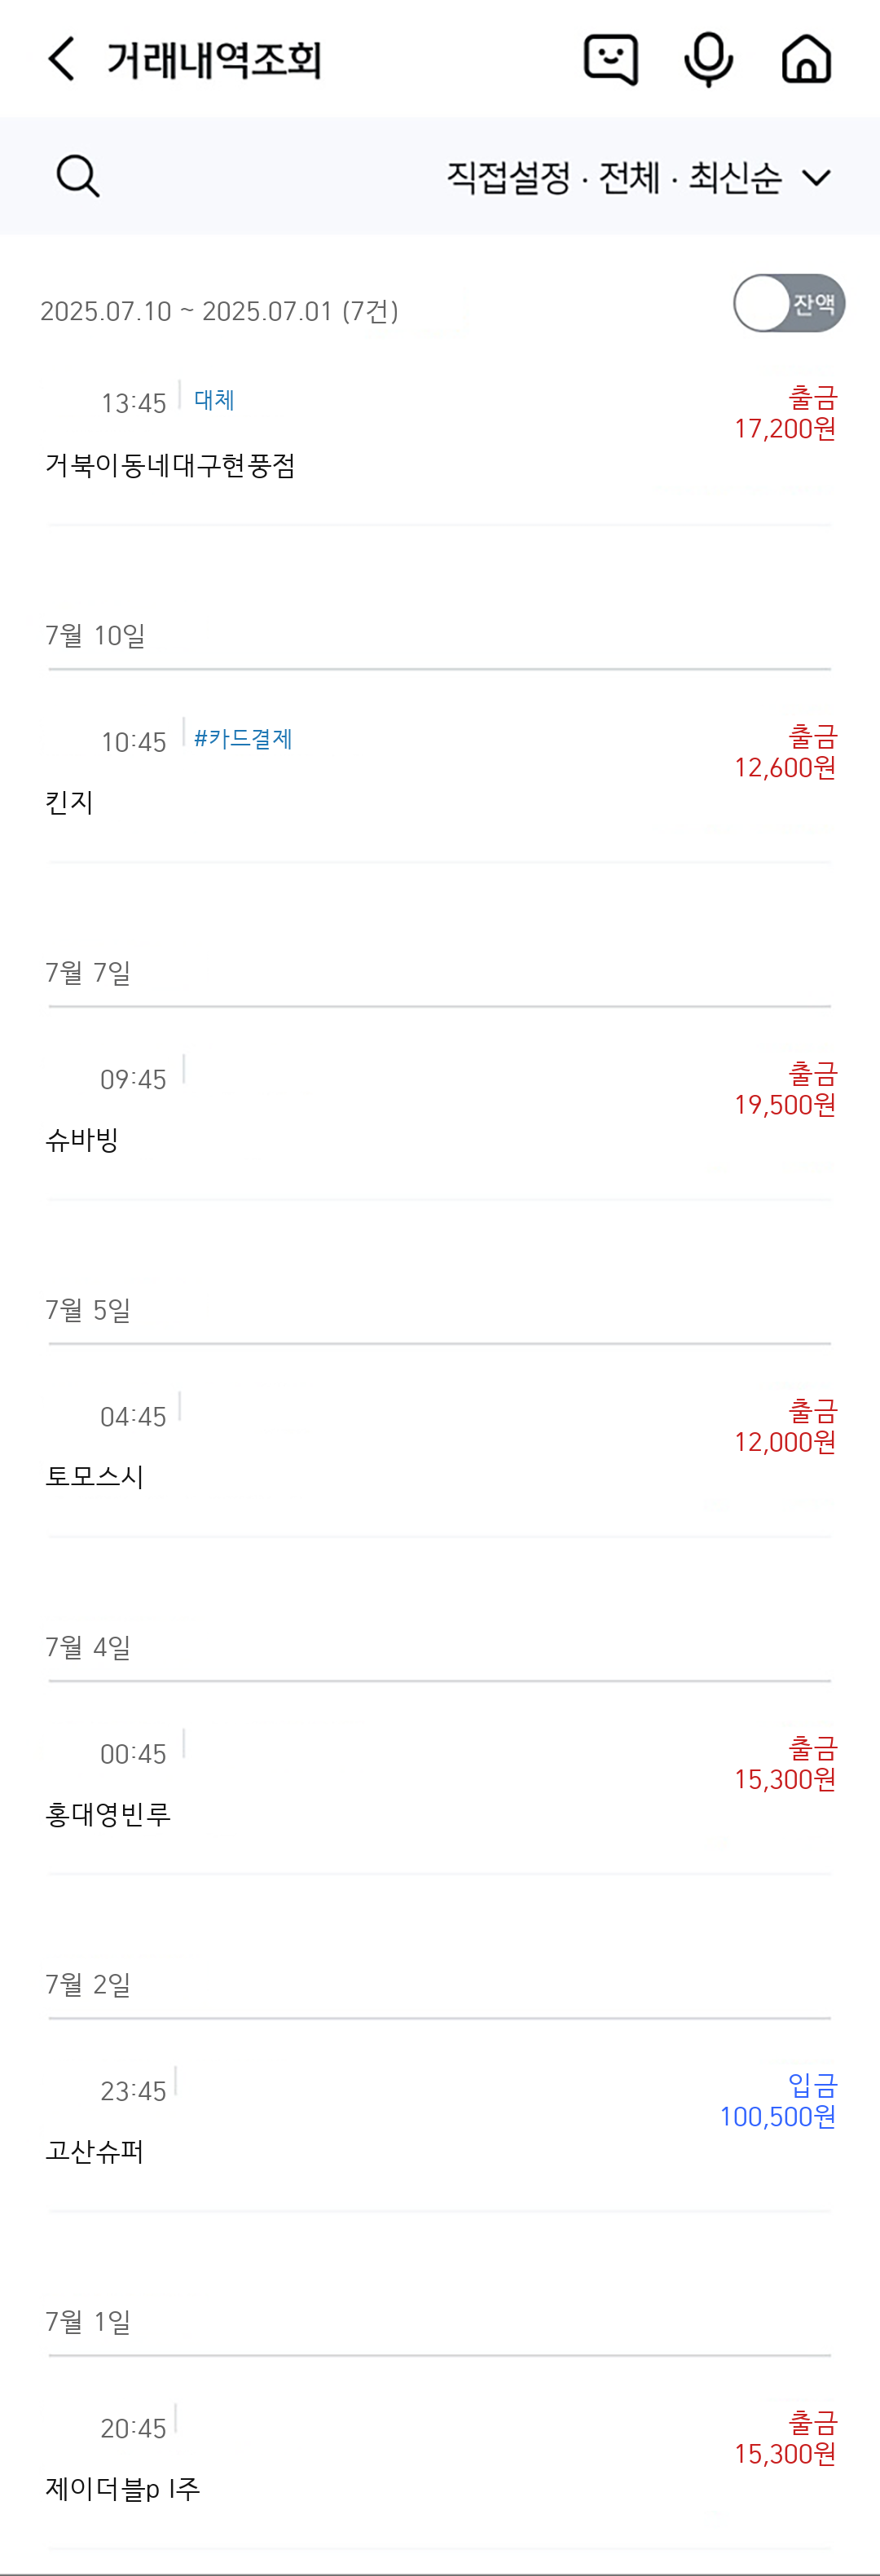 거래내역조회
직접설정 · 전체 · 최신순
2025.07.10 ~ 2025.07.01 (7건)
잔액
13:45 대체
출금
17,200원
거북이동네대구현풍점
7월 10일
10:45 #카드결제
출금
12,600원
킨지
7월 7일
09:45
출금
19,500원
슈바빙
7월 5일
04:45
출금
12,000원
토모스시
7월 4일
00:45
출금
15,300원
홍대영빈루
7월 2일
23:45
입금
100,500원
고산슈퍼
7월 1일
20:45
출금
15,300원
제이더블p l주